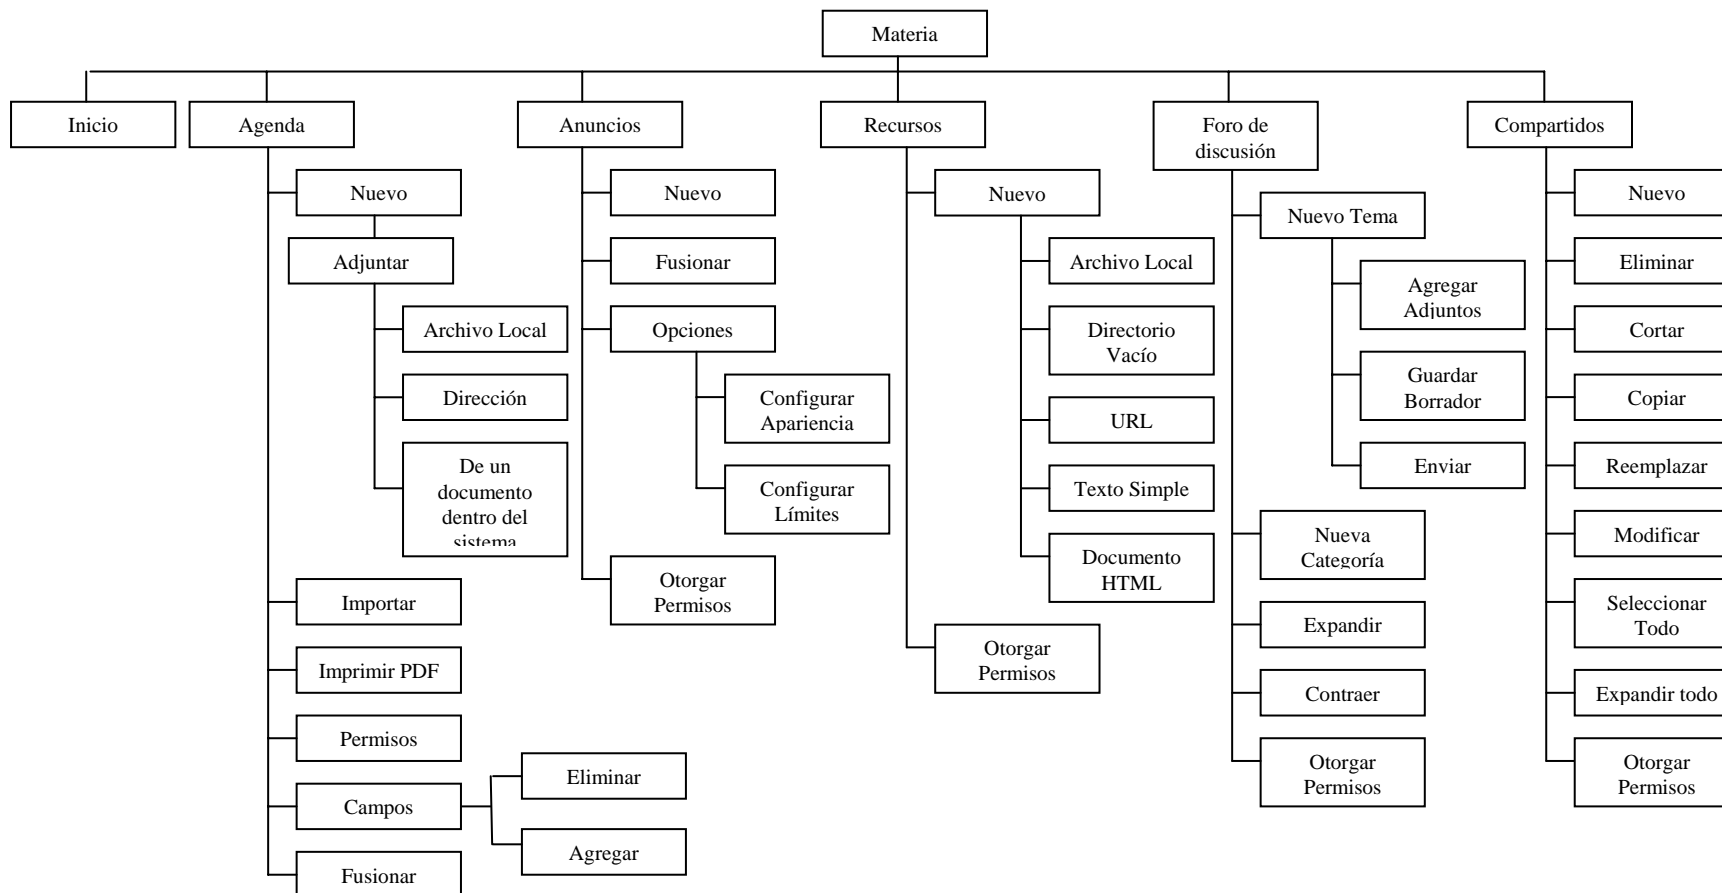 Materia
Inicio
Agenda
Anuncios
Recursos
Foro de
discusión
Compartidos
Nuevo
Adjuntar
Archivo Local
Dirección
De un
documento
dentro del
sistema
Importar
Imprimir PDF
Permisos
Campos
Eliminar
Agregar
Fusionar
Nuevo
Fusionar
Opciones
Configurar
Apariencia
Configurar
Límites
Otorgar
Permisos
Nuevo
Archivo Local
Directorio
Vacío
URL
Texto Simple
Documento
HTML
Otorgar
Permisos
Nuevo Tema
Agregar
Adjuntos
Guardar
Borrador
Enviar
Nueva
Categoría
Expandir
Contraer
Otorgar
Permisos
Nuevo
Eliminar
Cortar
Copiar
Reemplazar
Modificar
Seleccionar
Todo
Expandir todo
Otorgar
Permisos